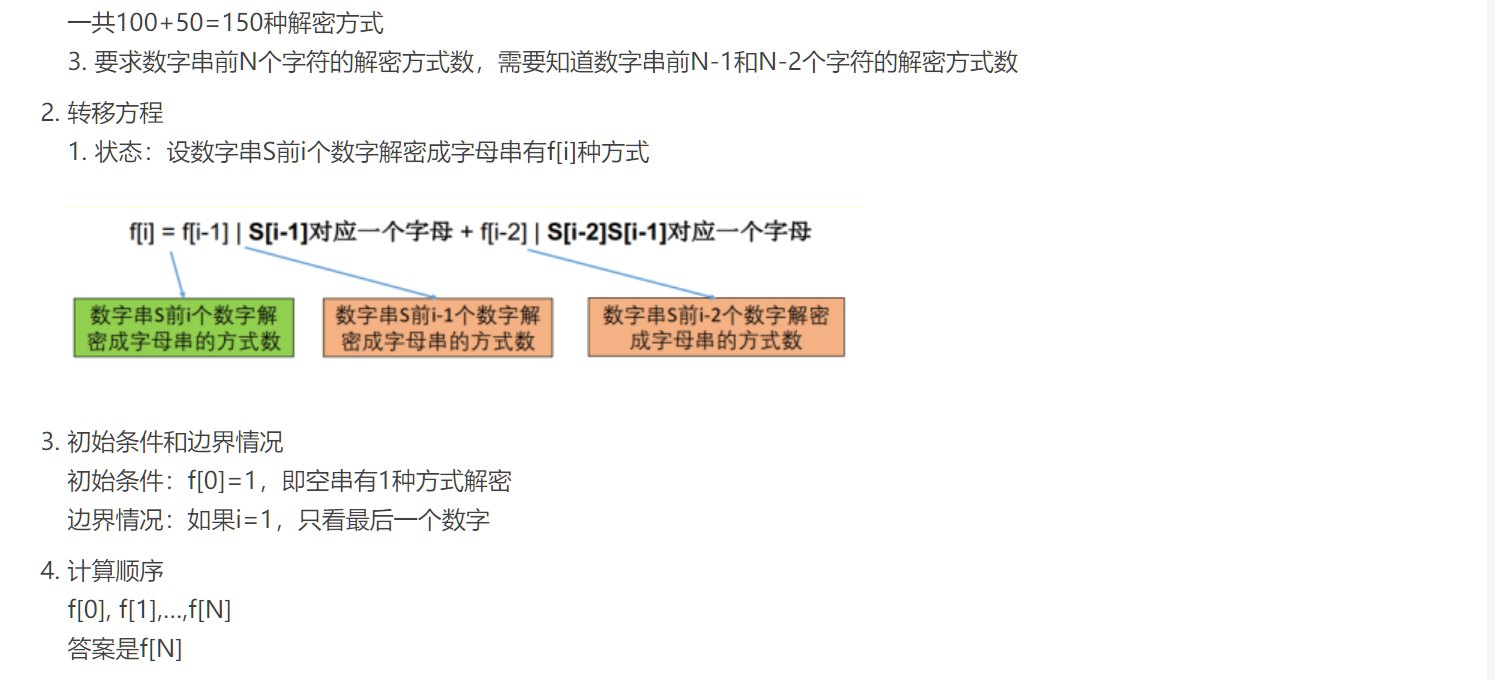 一共100+50=150种解密方式
3. 要求数字串前N个字符的解密方式数，需要知道数字串前N-1和N-2个字符的解密方式数
2. 转移方程
1. 状态：设数字串S前i个数字解密成字母串有f[i]种方式
f[i] = f[i-1] | S[i-1]对应一个字母 + f[i-2] | S[i-2]S[i-1]对应一个字母
数字串S前i个数字解
密成字母串的方式数
数字串S前i-1个数字解
密成字母串的方式数
数字串S前i-2个数字解密
成字母串的方式数
3. 初始条件和边界情况
初始条件：f[0]=1，即空串有1种方式解密
边界情况：如果i=1，只看最后一个数字
4. 计算顺序
f[0], f[1],...,f[N]
答案是f[N]